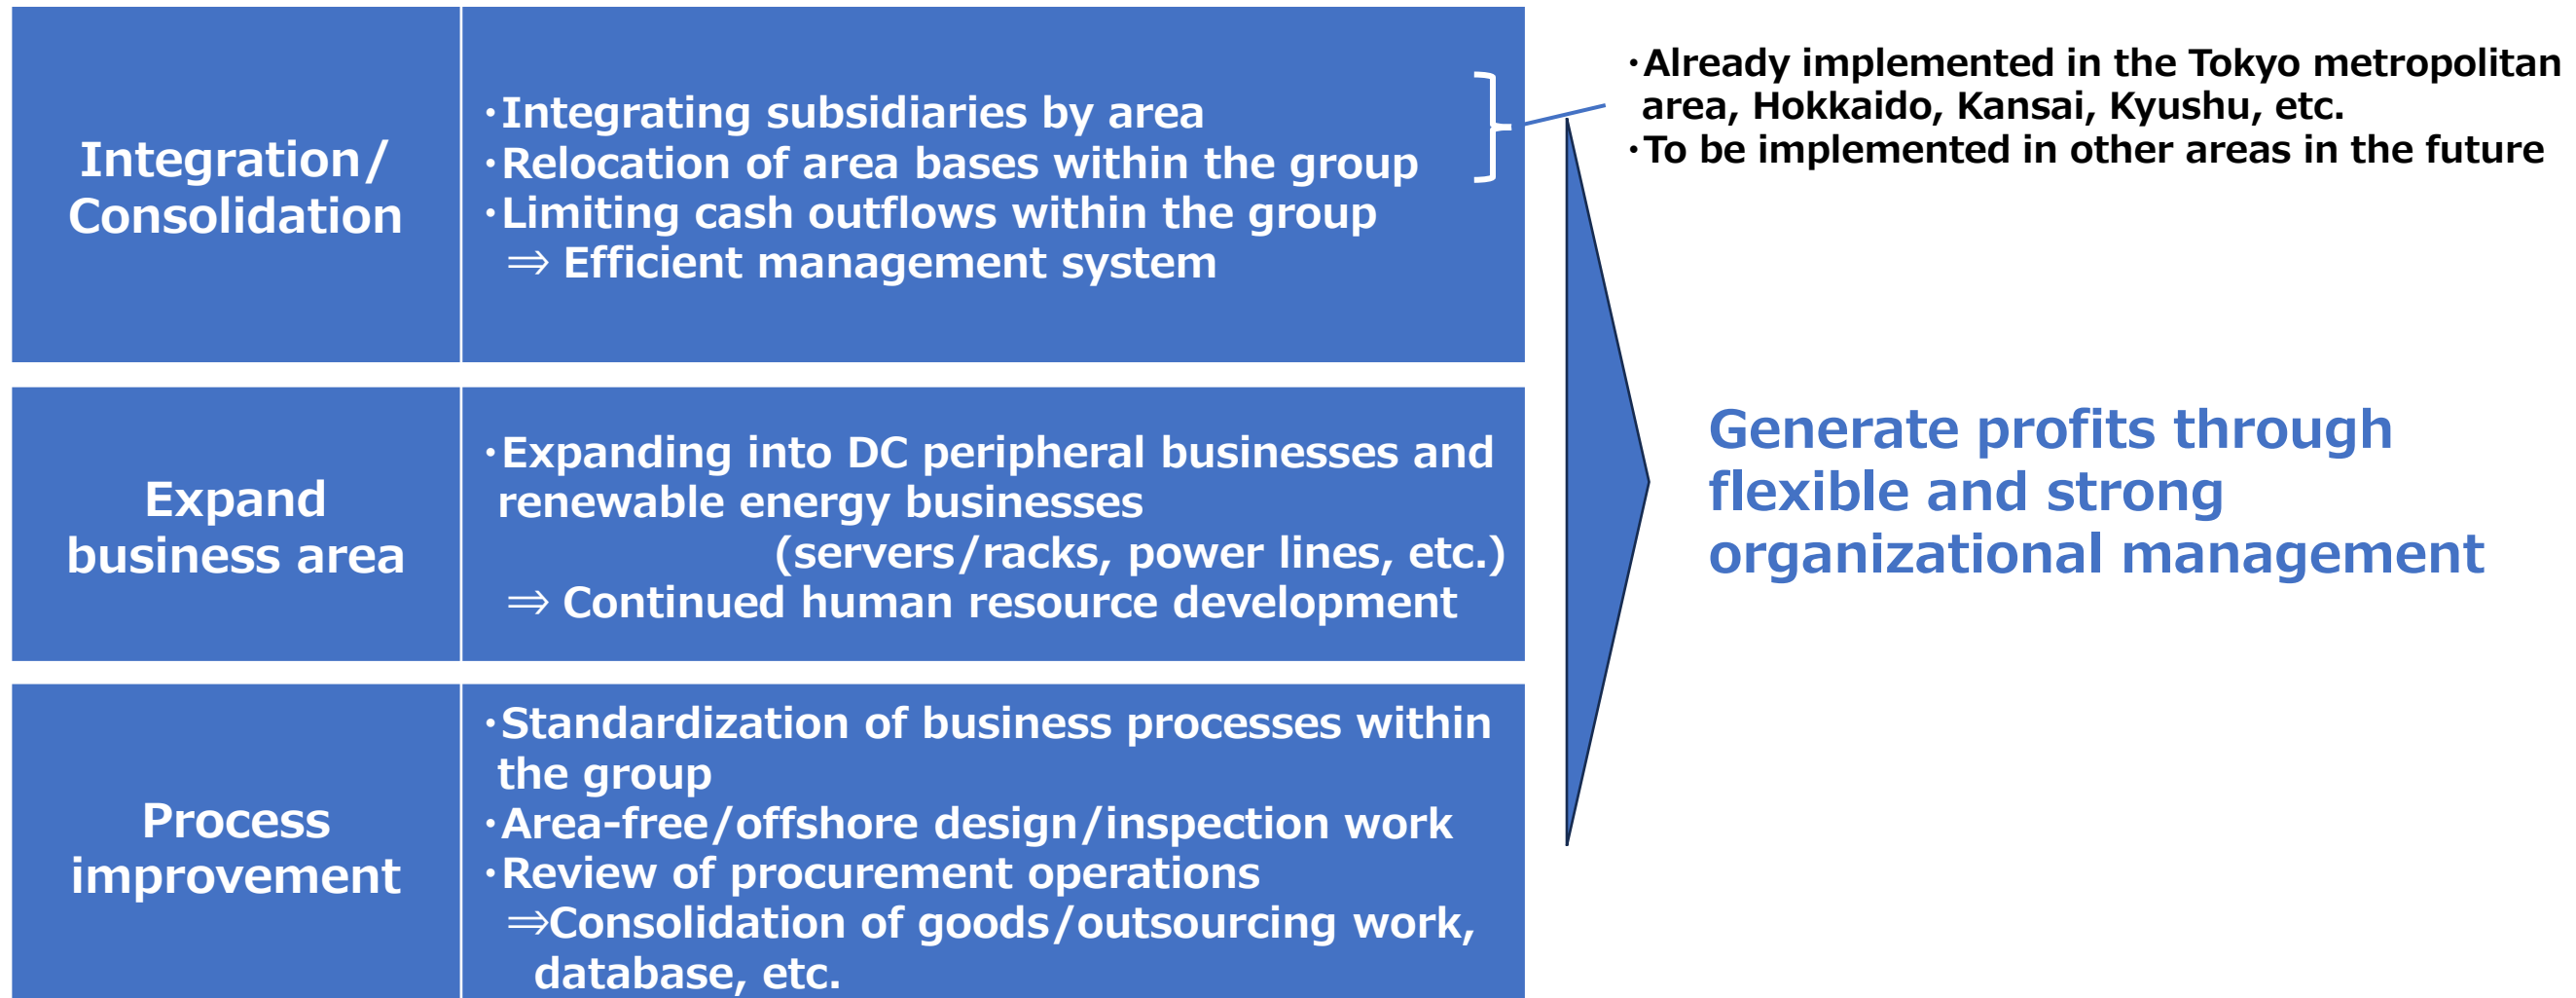 Integration/
Consolidation
・Integrating subsidiaries by area
・Relocation of area bases within the group
・Limiting cash outflows within the group
⇒ Efficient management system
・Already implemented in the Tokyo metropolitan
area, Hokkaido, Kansai, Kyushu, etc.
・To be implemented in other areas in the future
Expand
business area
・Expanding into DC peripheral businesses and
renewable energy businesses
(servers/racks, power lines, etc.)
⇒ Continued human resource development
Process
improvement
・Standardization of business processes within
the group
・Area-free/offshore design/inspection work
・Review of procurement operations
⇒Consolidation of goods/outsourcing work,
database, etc.
Generate profits through
flexible and strong
organizational management